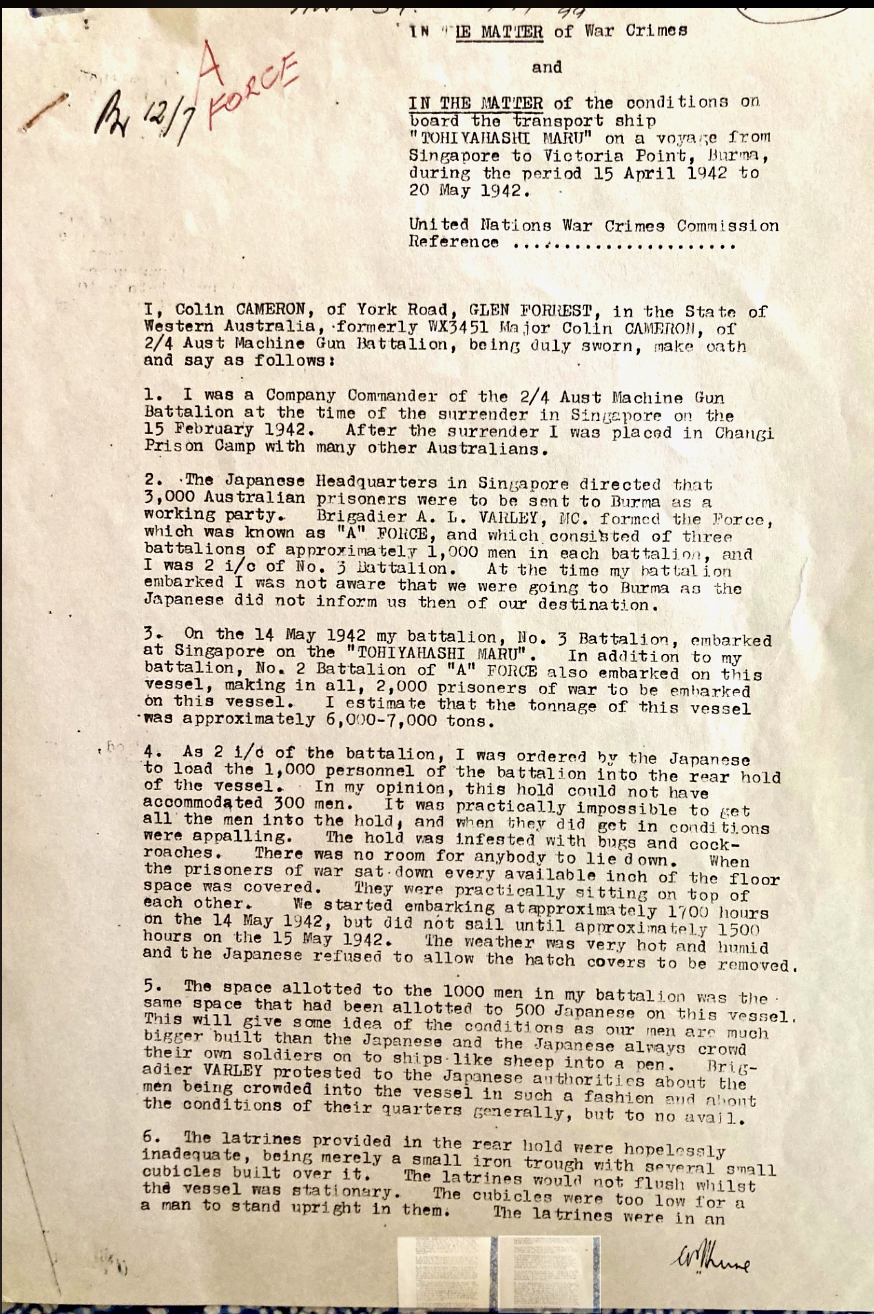 A
FORCE
12/7
IN THE MATTER of War Crimes
and
IN THE MATTER of the conditions on
board the transport ship
"TOHIYAHASHI MARU" on a voyage from
Singapore to Victoria Point, Burma,
during the period 15 April 1942 to
20 May 1942.
United Nations War Crimes Commission
Reference .....................
I, Colin CAMERON, of York Road, GLEN FORREST, in the State of
Western Australia, formerly WX3451 Major Colin CAMERON, of
2/4 Aust Machine Gun Battalion, being duly sworn, make oath
and say as follows:
1. I was a Company Commander of the 2/4 Aust Machine Gun
Battalion at the time of the surrender in Singapore on the
15 February 1942. After the surrender I was placed in Changi
Prison Camp with many other Australians.
2. The Japanese Headquarters in Singapore directed that
3,000 Australian prisoners were to be sent to Burma as a
working party. Brigadier A. L. VARLEY, MC. formed the Force,
which was known as "A" FORCE, and which consisted of three
battalions of approximately 1,000 men in each battalion, and
I was 2 i/c of No. 3 Battalion. At the time my battalion
embarked I was not aware that we were going to Burma as the
Japanese did not inform us then of our destination.
3. On the 14 May 1942 my battalion, No. 3 Battalion, embarked
at Singapore on the "TOHIYAHASHI MARU". In addition to my
battalion, No. 2 Battalion of "A" FORCE also embarked on this
vessel, making in all, 2,000 prisoners of war to be embarked
on this vessel. I estimate that the tonnage of this vessel
was approximately 6,000-7,000 tons.
4. As 2 i/c of the battalion, I was ordered by the Japanese
to load the 1,000 personnel of the battalion into the rear hold
of the vessel. In my opinion, this hold could not have
accommodated 300 men. It was practically impossible to get
all the men into the hold, and when they did get in conditions
were appalling. The hold was infested with bugs and cock-
roaches. There was no room for anybody to lie down. When
the prisoners of war sat down every available inch of the floor
space was covered. They were practically sitting on top of
each other. We started embarking at approximately 1700 hours
on the 14 May 1942, but did not sail until approximately 1500
hours on the 15 May 1942. The weather was very hot and humid
and the Japanese refused to allow the hatch covers to be removed.
5. The space allotted to the 1000 men in my battalion was the
same space that had been allotted to 500 Japanese on this vessel.
This will give some idea of the conditions as our men are much
bigger built than the Japanese and the Japanese always crowd
their own soldiers on to ships like sheep into a pen. Brig-
adier VARLEY protested to the Japanese authorities about the
men being crowded into the vessel in such a fashion and about
the conditions of their quarters generally, but to no avail.
6. The latrines provided in the rear hold were hopelessly
inadequate, being merely a small iron trough with several small
cubicles built over it. The latrines would not flush whilst
the vessel was stationary. The cubicles were too low for a
a man to stand upright in them. The latrines were in an